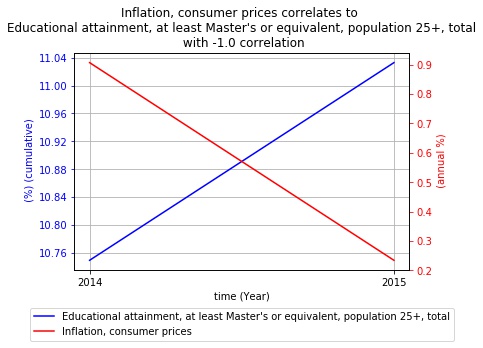 Inflation, consumer prices correlates to
Educational attainment, at least Master's or equivalent, population 25+, total
with -1.0 correlation
11.04
11.00
10.96
10.92
10.88
10.84
10.80
10.76
(%) (cumulative)
0.9
0.8
0.7
0.6
0.5
0.4
0.3
0.2
(annual %)
2014
2015
time (Year)
Educational attainment, at least Master's or equivalent, population 25+, total
Inflation, consumer prices